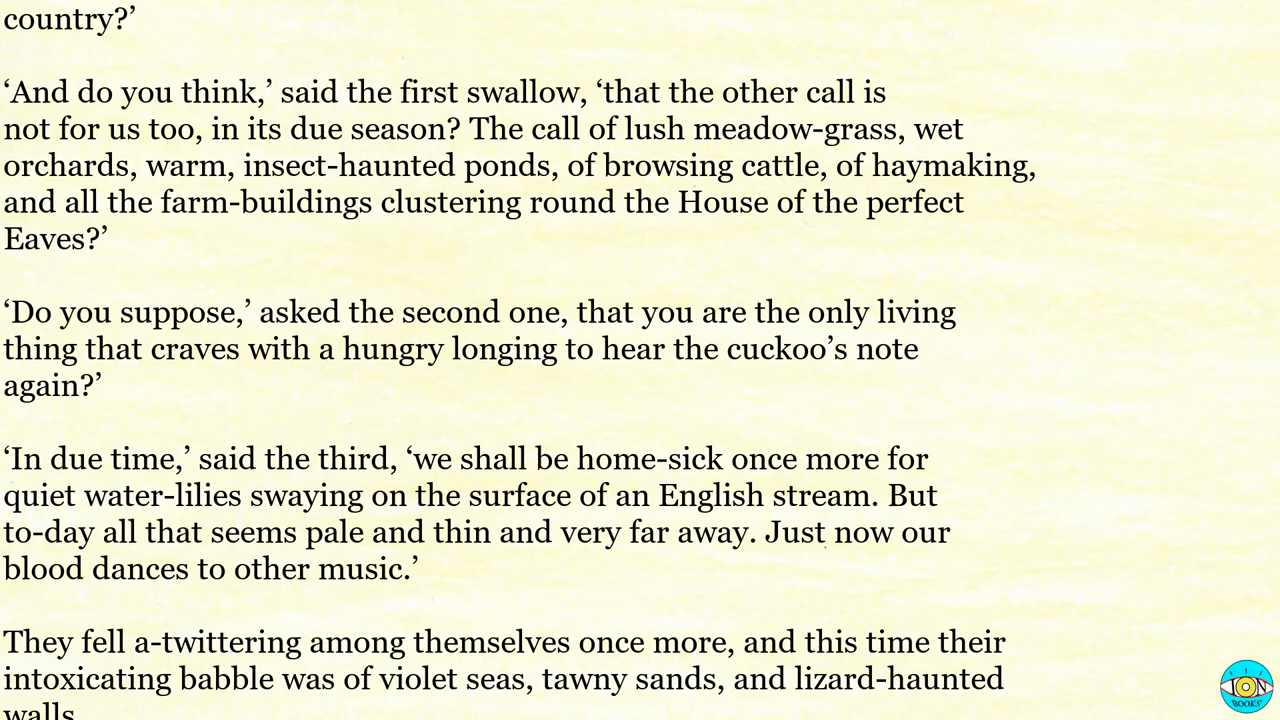 country?’
‘And do you think,’ said the first swallow, ‘that the other call is
not for us too, in its due season? The call of lush meadow-grass, wet
orchards, warm, insect-haunted ponds, of browsing cattle, of haymaking,
and all the farm-buildings clustering round the House of the perfect
Eaves?’
‘Do you suppose,’ asked the second one, that you are the only living
thing that craves with a hungry longing to hear the cuckoo’s note
again?’
‘In due time,’ said the third, ‘we shall be home-sick once more for
quiet water-lilies swaying on the surface of an English stream. But
to-day all that seems pale and thin and very far away. Just now our
blood dances to other music.’
They fell a-twittering among themselves once more, and this time their
intoxicating babble was of violet seas, tawny sands, and lizard-haunted
walls.
ION
BOOKS